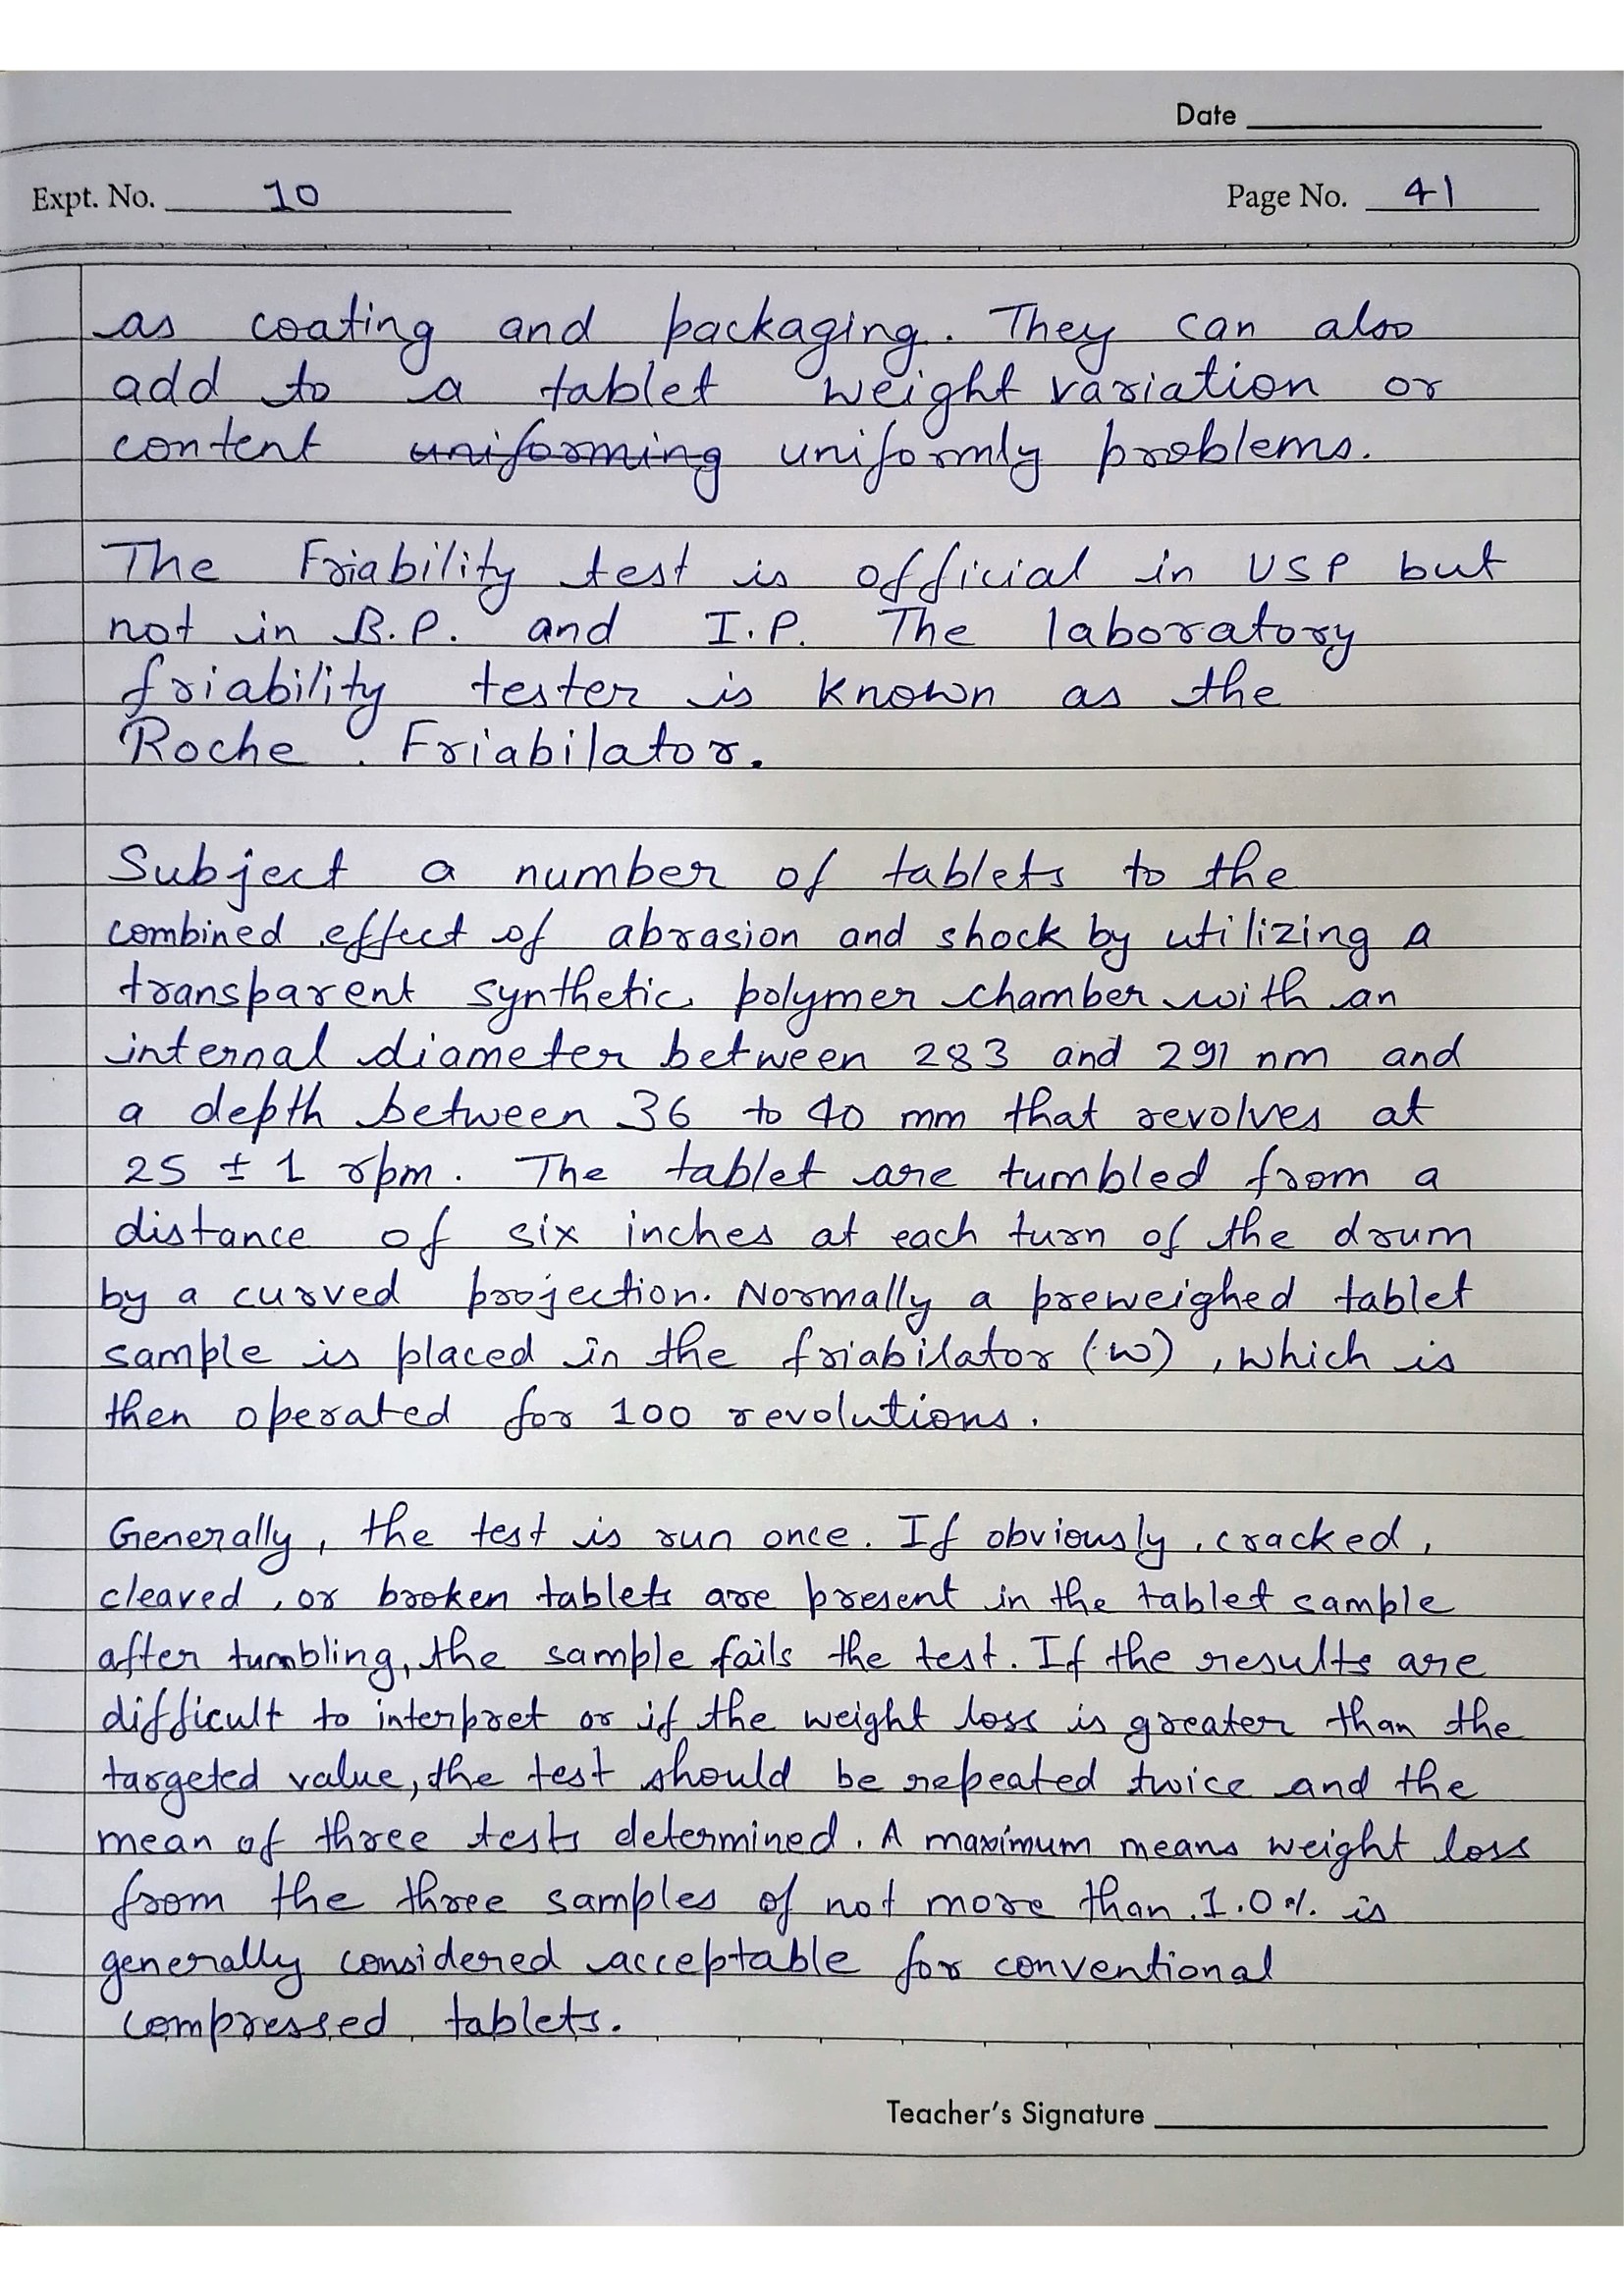 Date
Expt. No. 10 Page No. 41
as coating and packaging. They can also
add to a tablet weight variation or
content uniforming uniformly problems.
The Friability test is official in USP but
not in B.P. and I.P. The laboratory
friability tester is known as the
Roche . Friabilator.
Subject a number of tablets to the
combined effect of abrasion and shock by utilizing a
transparent synthetic polymer chamber with an
internal diameter between 283 and 291 nm and
a depth between 36 to 40 mm that revolves at
25 ± 1 rpm. The tablet are tumbled from a
distance of six inches at each turn of the drum
by a curved projection. Normally a preweighed tablet
sample is placed in the friabilator (w), which is
then operated for 100 revolutions.
Generally, the test is run once. If obviously, cracked,
cleaved, or broken tablets are present in the tablet sample
after tumbling, the sample fails the test. If the results are
difficult to interpret or if the weight loss is greater than the
targeted value, the test should be repeated twice and the
mean of three tests determined. A maximum means weight loss
from the three samples of not more than 1.0% is
generally considered acceptable for conventional
compressed tablets.
Teacher's Signature